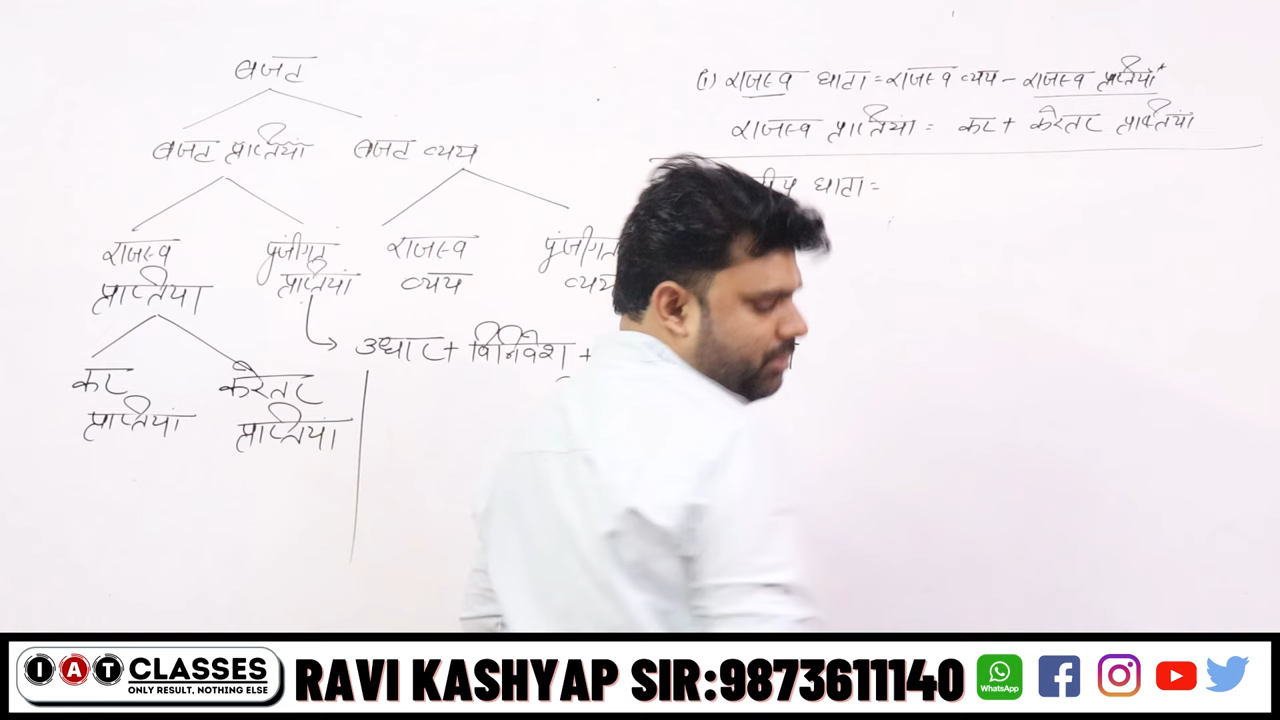 बजट
बजट प्राप्तियां
बजट व्यय
राजस्व
प्राप्तियां
पूंजीगत
प्राप्तियां
राजस्व
व्यय
पूंजीगत
व्यय
उधार + विनिवेश +
कर
प्राप्तियां
करेतर
प्राप्तियां
(i) राजस्व घाटा = राजस्व व्यय - राजस्व प्राप्तियां*
राजस्व प्राप्तियां = कर + करेतर प्राप्तियां
घाटा =
IAT CLASSES
ONLY RESULT, NOTHING ELSE
RAVI KASHYAP SIR:9873611140
WhatsApp